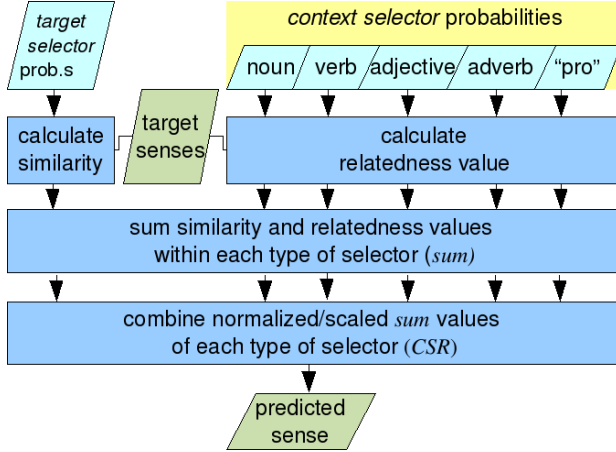 target
selector
prob.s
context selector probabilities
noun
verb
adjective
adverb
“pro”
calculate
similarity
target
senses
calculate
relatedness value
sum similarity and relatedness values
within each type of selector (sum)
combine normalized/scaled sum values
of each type of selector (CSR)
predicted
sense